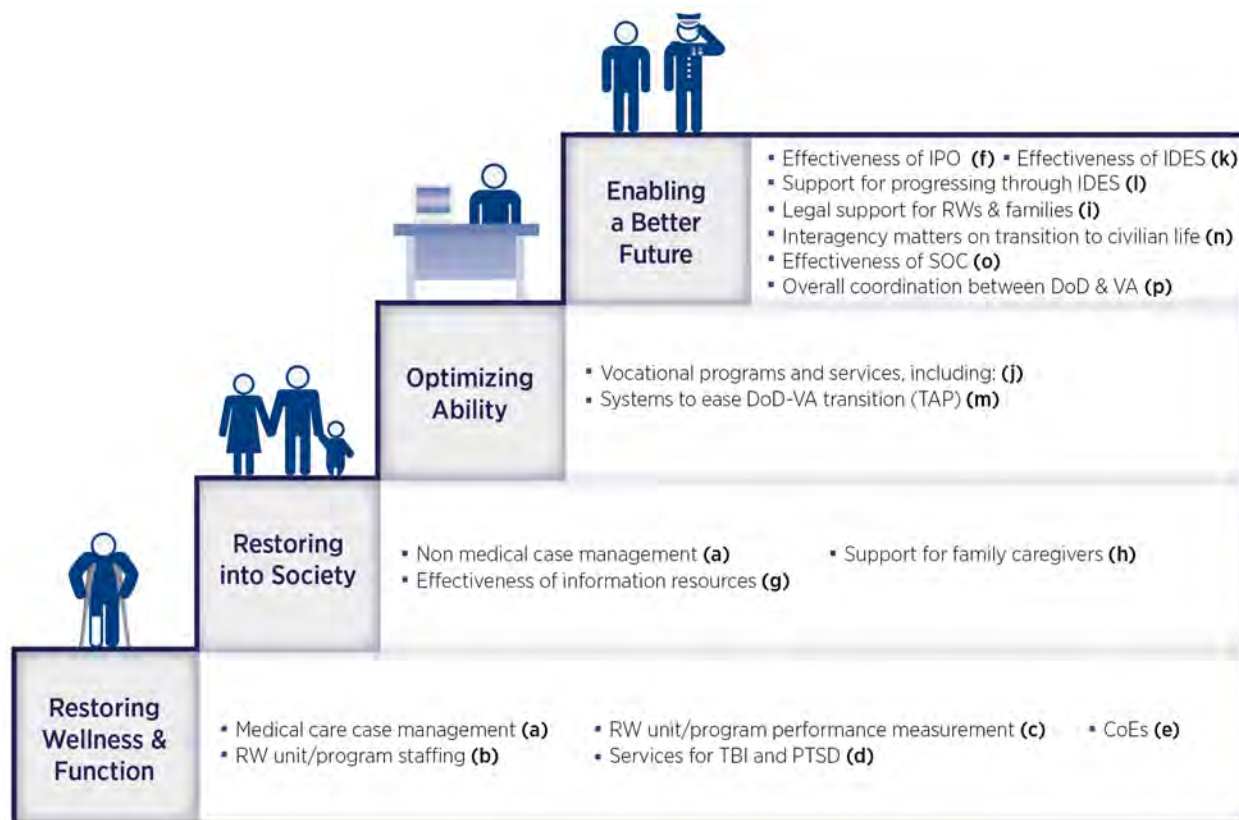 Enabling
a Better
Future
▪ Effectiveness of IPO (f) ▪ Effectiveness of IDES (k)
▪ Support for progressing through IDES (l)
▪ Legal support for RWs & families (i)
▪ Interagency matters on transition to civilian life (n)
▪ Effectiveness of SOC (o)
▪ Overall coordination between DoD & VA (p)
Optimizing
Ability
▪ Vocational programs and services, including: (j)
▪ Systems to ease DoD-VA transition (TAP) (m)
Restoring
into Society
▪ Non medical case management (a) ▪ Support for family caregivers (h)
▪ Effectiveness of information resources (g)
Restoring
Wellness &
Function
▪ Medical care case management (a) ▪ RW unit/program performance measurement (c) ▪ CoEs (e)
▪ RW unit/program staffing (b) ▪ Services for TBI and PTSD (d)